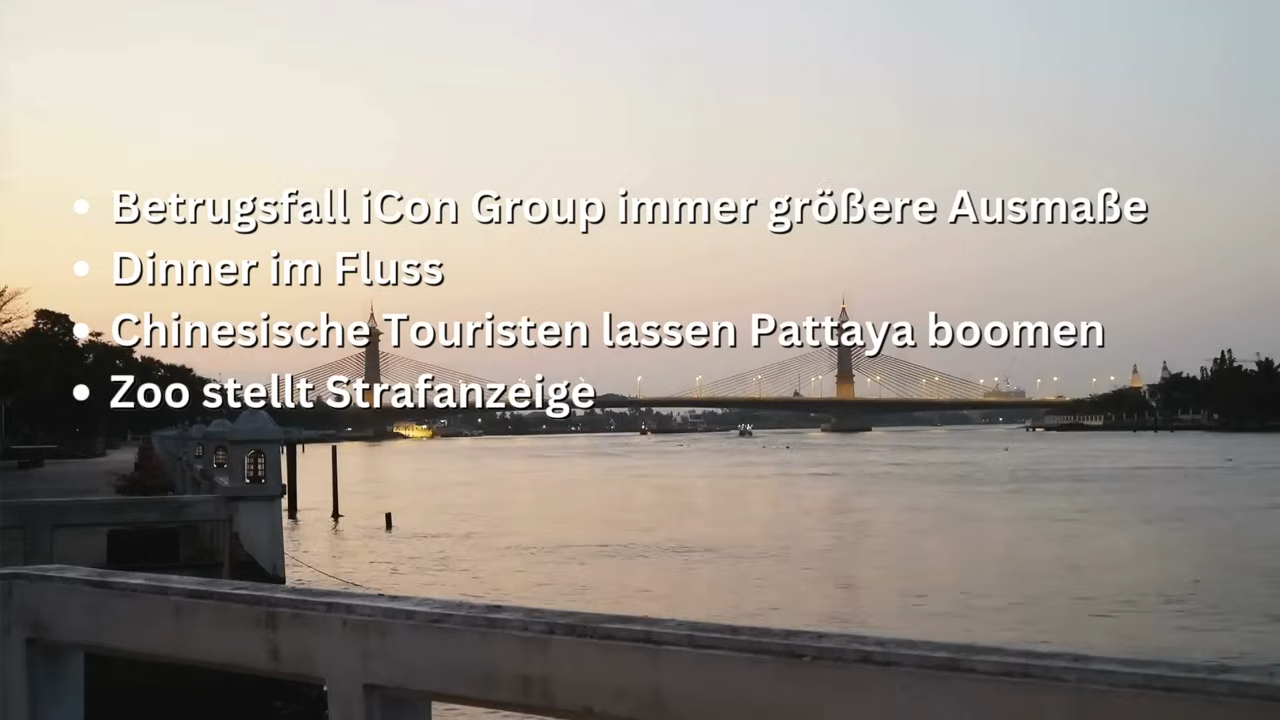 • Betrugsfall iCon Group immer größere Ausmaße
• Dinner im Fluss
• Chinesische Touristen lassen Pattaya boomen
• Zoo stellt Strafanzeige